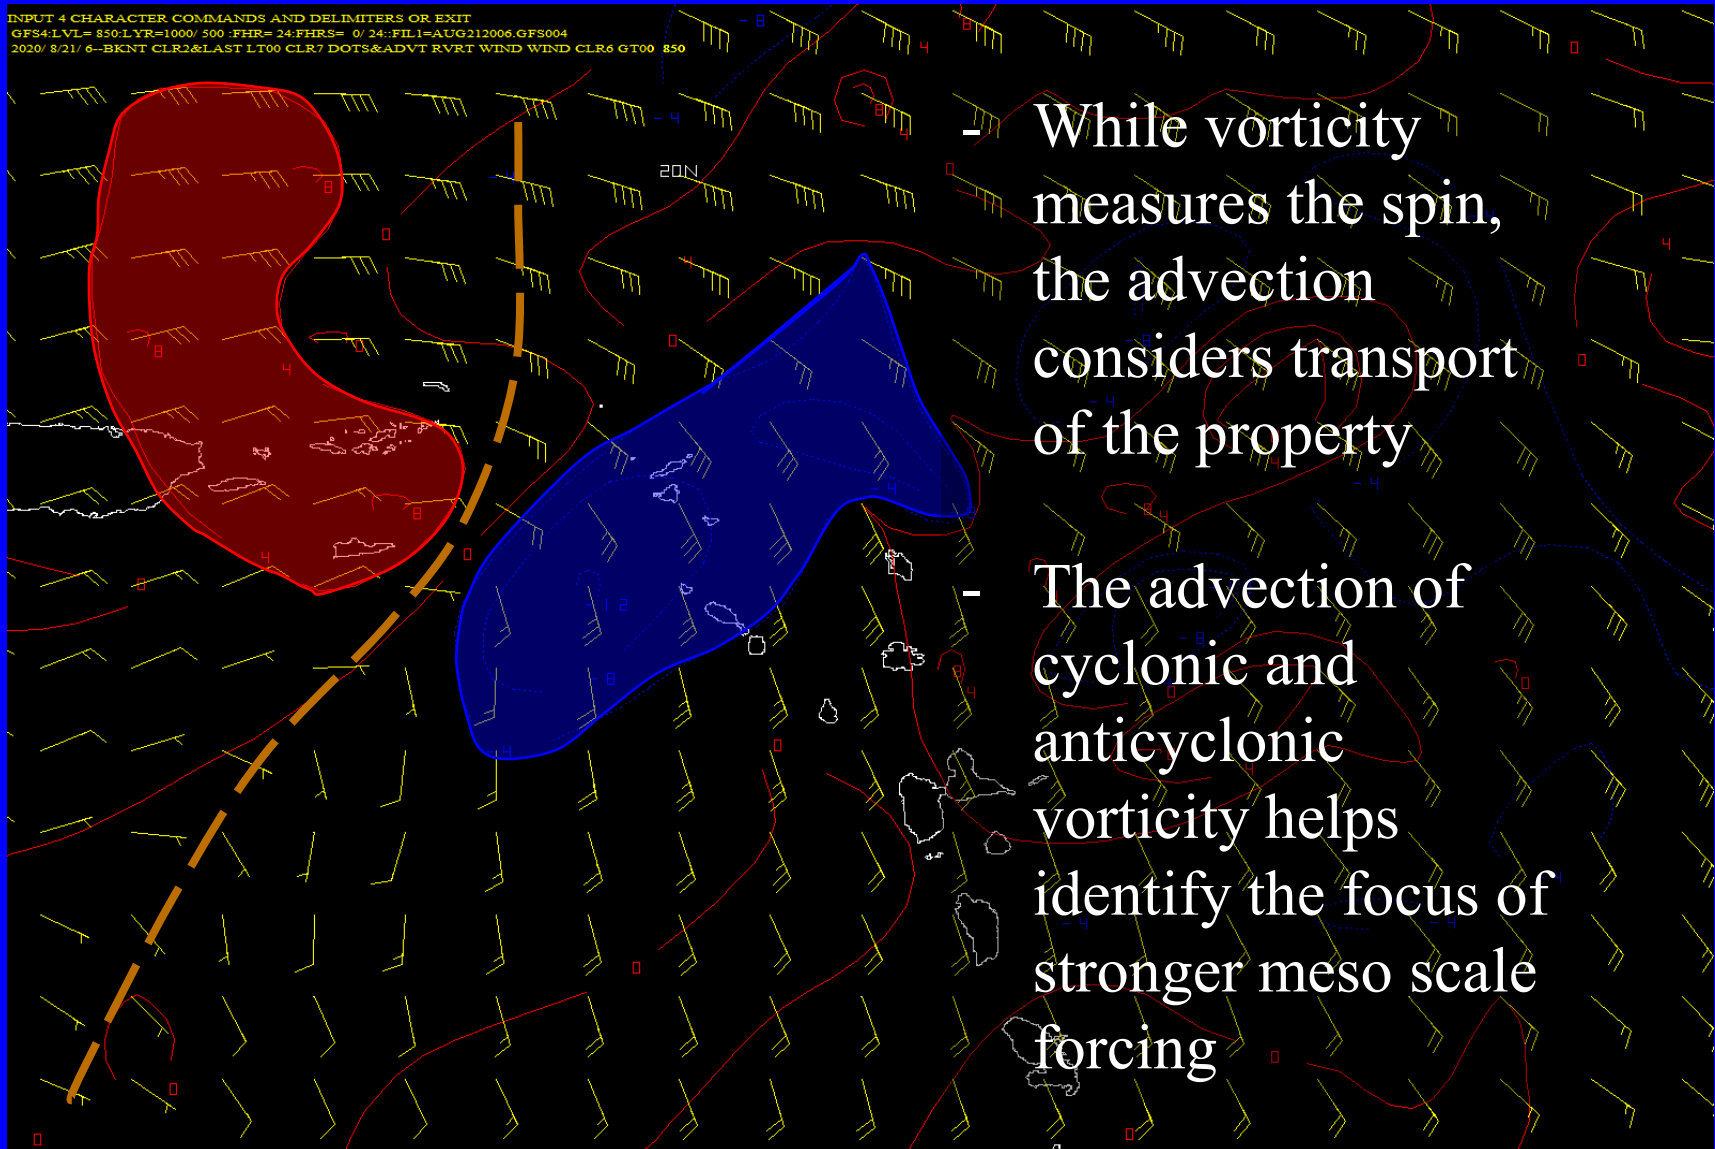 INPUT 4 CHARACTER COMMANDS AND DELIMITERS OR EXIT
GFS4:LVL= 850:LYR=1000/ 500 :FHR= 24:FHRS= 0/ 24::FIL1=AUG212006.GFS004
2020/ 8/21/ 6--BKNT CLR2&LAST LT00 CLR7 DOTS&ADVT RVRT WIND WIND CLR6 GT00 850
20N
- While vorticity
measures the spin,
the advection
considers transport
of the property
- The advection of
cyclonic and
anticyclonic
vorticity helps
identify the focus of
stronger meso scale
forcing